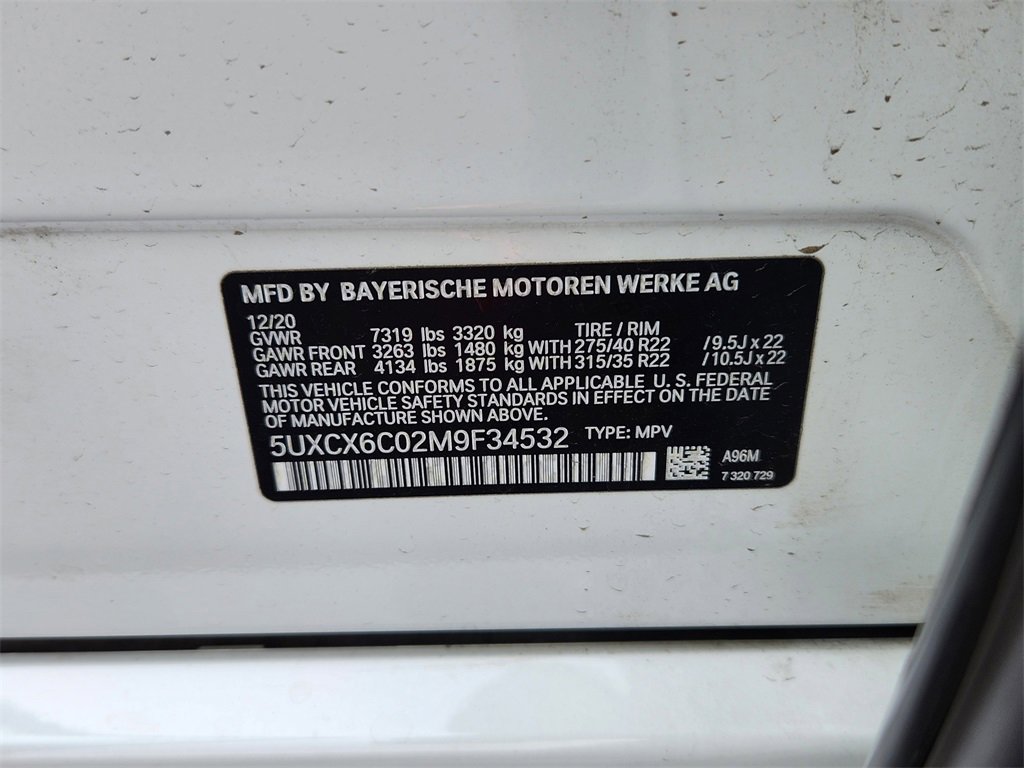 MFD BY BAYERISCHE MOTOREN WERKE AG
12/20 TIRE / RIM
GVWR 7319 lbs 3320 kg
GAWR FRONT 3263 lbs 1480 kg WITH 275/40 R22 / 9.5J x 22
GAWR REAR 4134 lbs 1875 kg WITH 315/35 R22 / 10.5J x 22
THIS VEHICLE CONFORMS TO ALL APPLICABLE U. S. FEDERAL
MOTOR VEHICLE SAFETY STANDARDS IN EFFECT ON THE DATE
OF MANUFACTURE SHOWN ABOVE.
5UXCX6C02M9F34532 TYPE: MPV
A96M
7 320 729